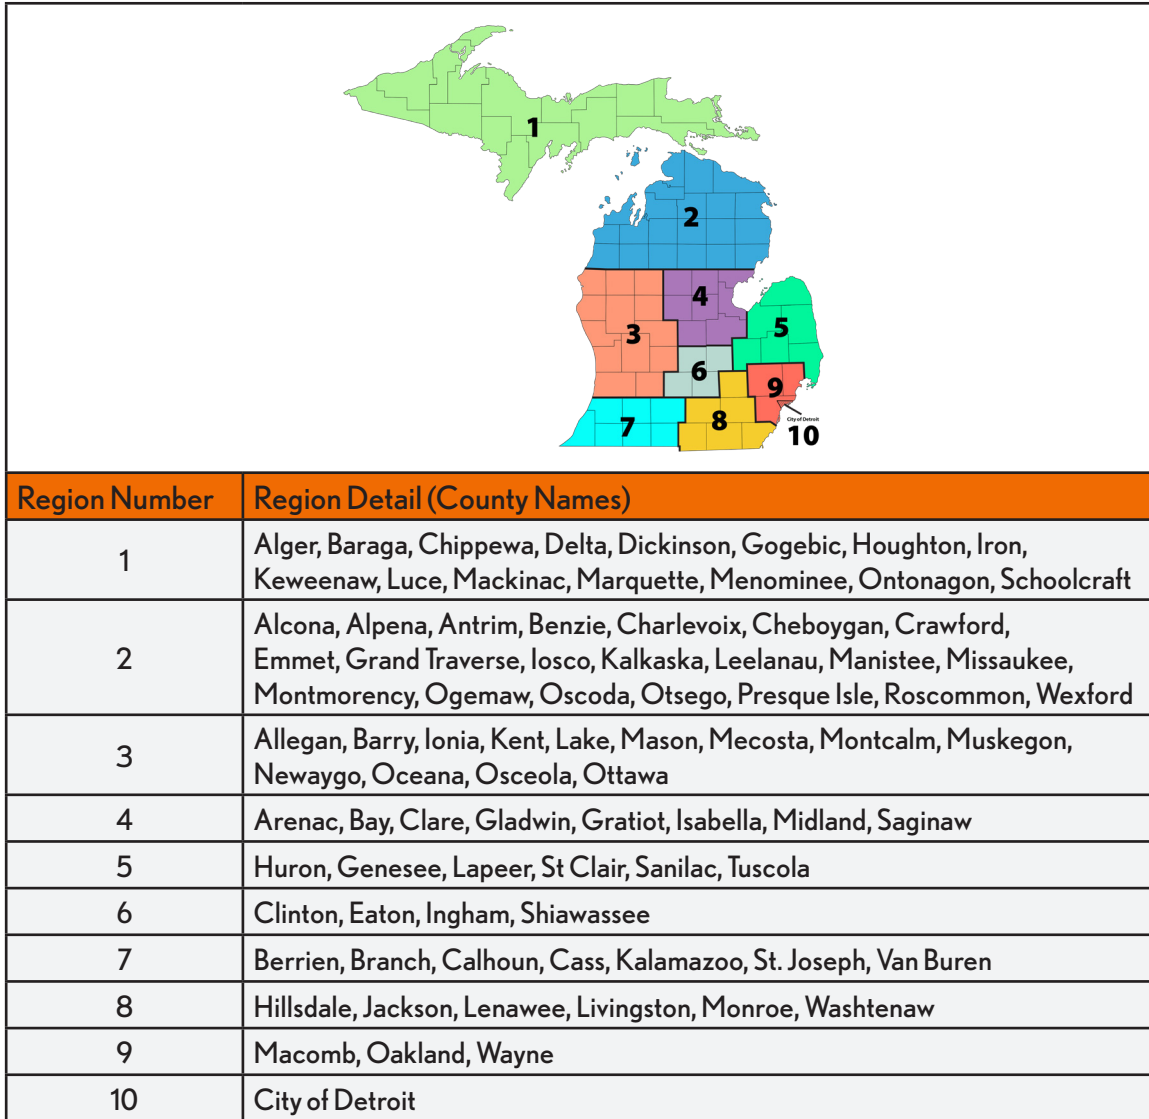 1
2
4
5
3
6
9
7
8
City of Detroit
10
Region Number
Region Detail (County Names)
1
Alger, Baraga, Chippewa, Delta, Dickinson, Gogebic, Houghton, Iron,
Keweenaw, Luce, Mackinac, Marquette, Menominee, Ontonagon, Schoolcraft
2
Alcona, Alpena, Antrim, Benzie, Charlevoix, Cheboygan, Crawford,
Emmet, Grand Traverse, Iosco, Kalkaska, Leelanau, Manistee, Missaukee,
Montmorency, Ogemaw, Oscoda, Otsego, Presque Isle, Roscommon, Wexford
3
Allegan, Barry, Ionia, Kent, Lake, Mason, Mecosta, Montcalm, Muskegon,
Newaygo, Oceana, Osceola, Ottawa
4
Arenac, Bay, Clare, Gladwin, Gratiot, Isabella, Midland, Saginaw
5
Huron, Genesee, Lapeer, St Clair, Sanilac, Tuscola
6
Clinton, Eaton, Ingham, Shiawassee
7
Berrien, Branch, Calhoun, Cass, Kalamazoo, St. Joseph, Van Buren
8
Hillsdale, Jackson, Lenawee, Livingston, Monroe, Washtenaw
9
Macomb, Oakland, Wayne
10
City of Detroit